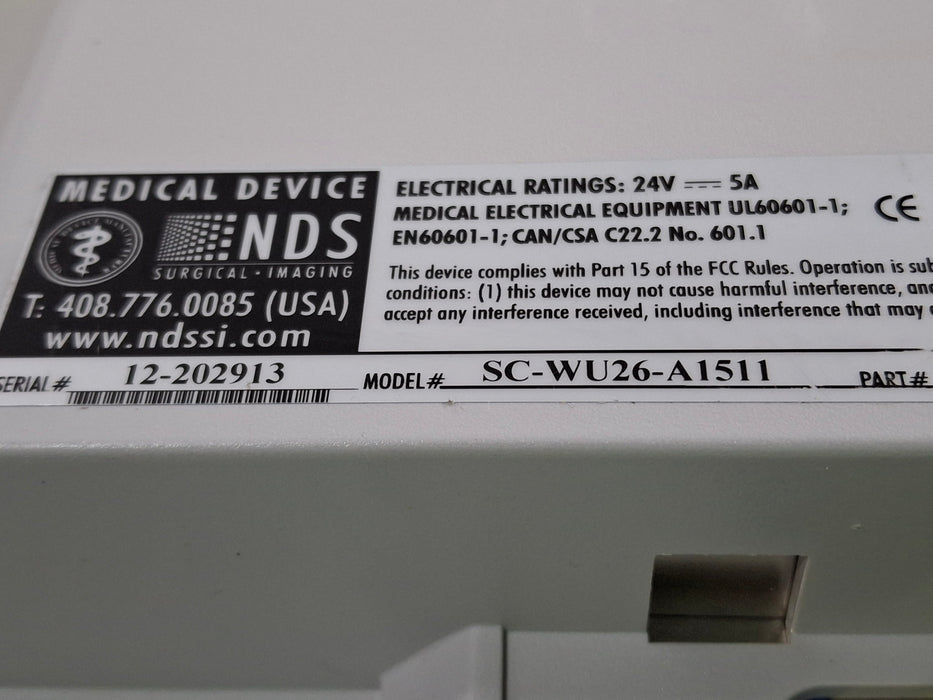 MEDICAL DEVICE
NDS
SURGICAL-IMAGING
T: 408.776.0085 (USA)
www.ndssi.com
ELECTRICAL RATINGS: 24V ⎓ 5A
MEDICAL ELECTRICAL EQUIPMENT UL60601-1;
EN60601-1; CAN/CSA C22.2 No. 601.1
CE
This device complies with Part 15 of the FCC Rules. Operation is
conditions: (1) this device may not cause harmful interference,
accept any interference received, including interference that may
SERIAL # 12-202913
MODEL# SC-WU26-A1511
PART#